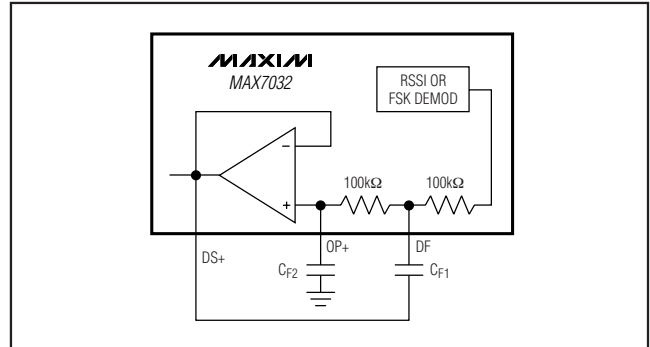 MAXIM
MAX7032
RSSI OR
FSK DEMOD
−
+
100kΩ
100kΩ
DS+
OP+
DF
CF2
CF1